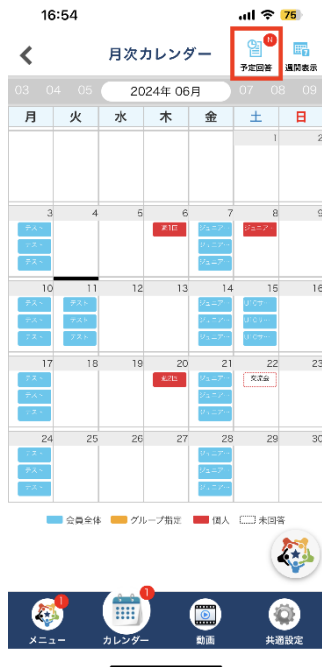 16:54
75
月次カレンダー
N
予定回答
週間表示
03 04 05 2024年 06月 07 08 09
月 火 水 木 金 土 日
1 2
3 4 5 6 7 8 9
テスト 第1回 ジュニア… ジュニア…
テスト ジュニア…
テスト ジュニア…
10 11 12 13 14 15 16
テスト テスト ジュニア…
テスト テスト ジュニア…
テスト テスト ジュニア…
17 18 19 20 21 22 23
テスト ジュニア… 交流会
テスト ジュニア…
テスト ジュニア…
24 25 26 27 28 29 30
テスト ジュニア…
テスト ジュニア…
テスト ジュニア…
会員全体 グループ指定 個人 未回答
1 1
メニュー カレンダー 動画 共通設定